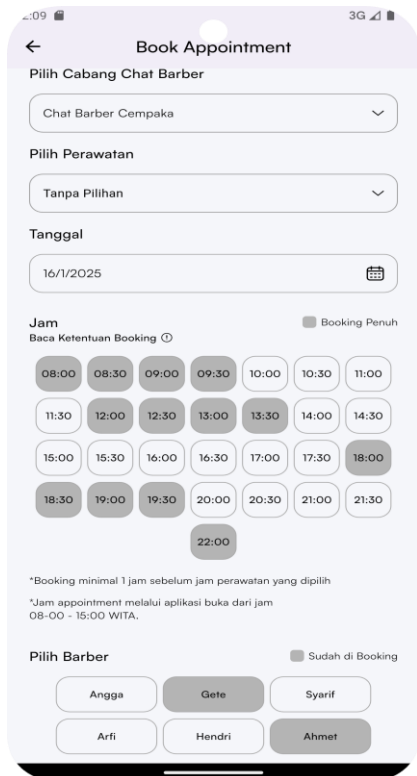 2:09 3G
Book Appointment
Pilih Cabang Chat Barber
Chat Barber Cempaka
Pilih Perawatan
Tanpa Pilihan
Tanggal
16/1/2025
Jam Booking Penuh
Baca Ketentuan Booking
08:00 08:30 09:00 09:30 10:00 10:30 11:00
11:30 12:00 12:30 13:00 13:30 14:00 14:30
15:00 15:30 16:00 16:30 17:00 17:30 18:00
18:30 19:00 19:30 20:00 20:30 21:00 21:30
22:00
*Booking minimal 1 jam sebelum jam perawatan yang dipilih
*Jam appointment melalui aplikasi buka dari jam
08-00 - 15:00 WITA.
Pilih Barber Sudah di Booking
Angga Gete Syarif
Arfi Hendri Ahmet